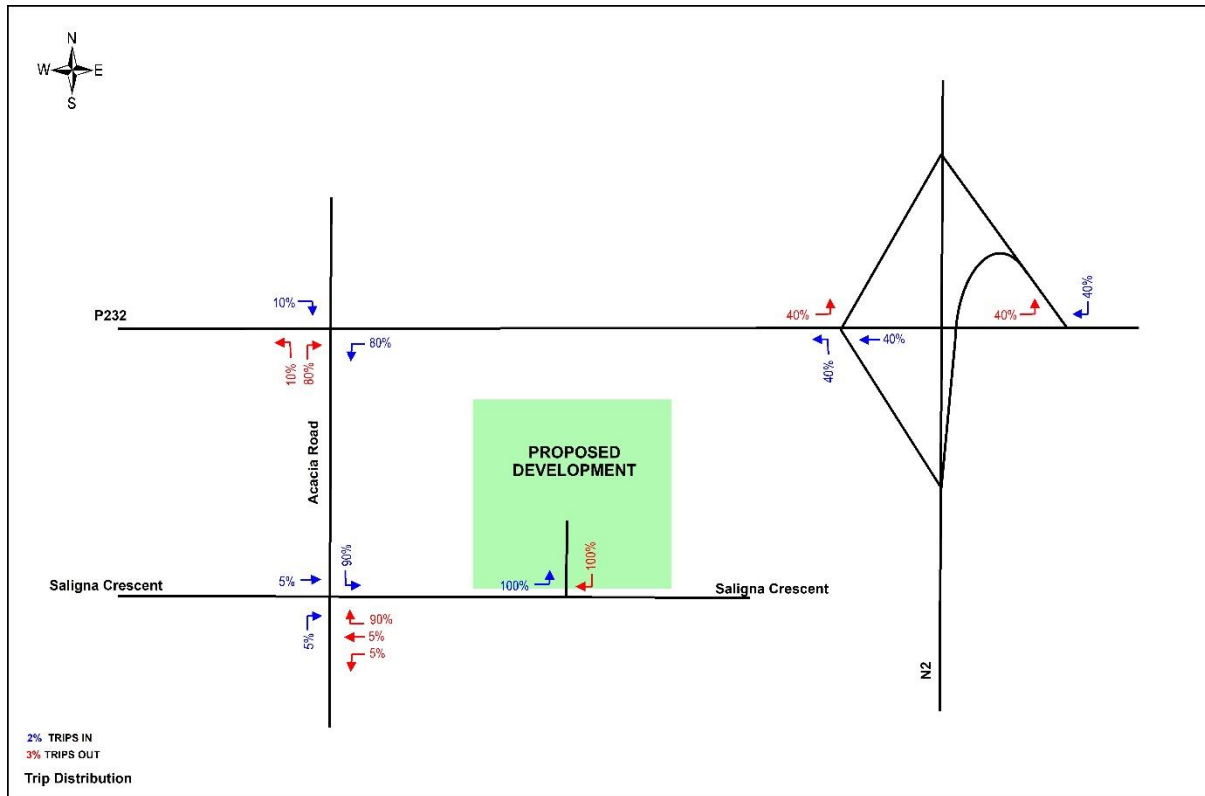 N
W E
S
P232
10%
80%
10%
80%
40%
40%
40%
40%
40%
Acacia Road
PROPOSED
DEVELOPMENT
90%
Saligna Crescent
5%
100%
100%
Saligna Crescent
5%
90%
5%
5%
N2
2% TRIPS IN
3% TRIPS OUT
Trip Distribution